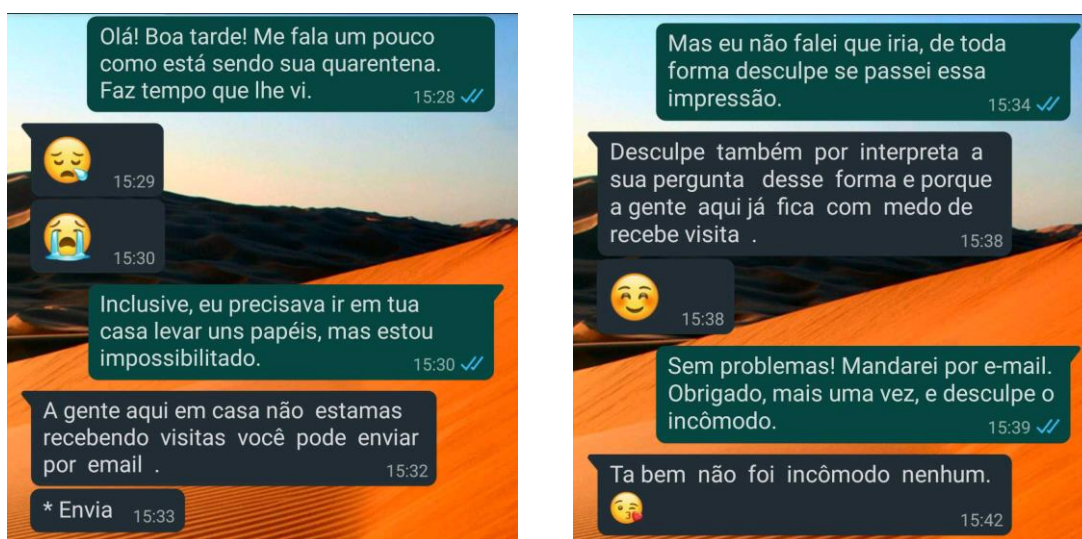 Olá! Boa tarde! Me fala um pouco
como está sendo sua quarentena.
Faz tempo que lhe vi.
15:28
😪
15:29
😭
15:30
Inclusive, eu precisava ir em tua
casa levar uns papéis, mas estou
impossibilitado.
15:30
A gente aqui em casa não estamas
recebendo visitas você pode enviar
por email .
15:32
* Envia 15:33
Mas eu não falei que iria, de toda
forma desculpe se passei essa
impressão.
15:34
Desculpe também por interpreta a
sua pergunta desse forma e porque
a gente aqui já fica com medo de
recebe visita .
15:38
☺️
15:38
Sem problemas! Mandarei por e-mail.
Obrigado, mais uma vez, e desculpe o
incômodo.
15:39
Ta bem não foi incômodo nenhum.
😘
15:42